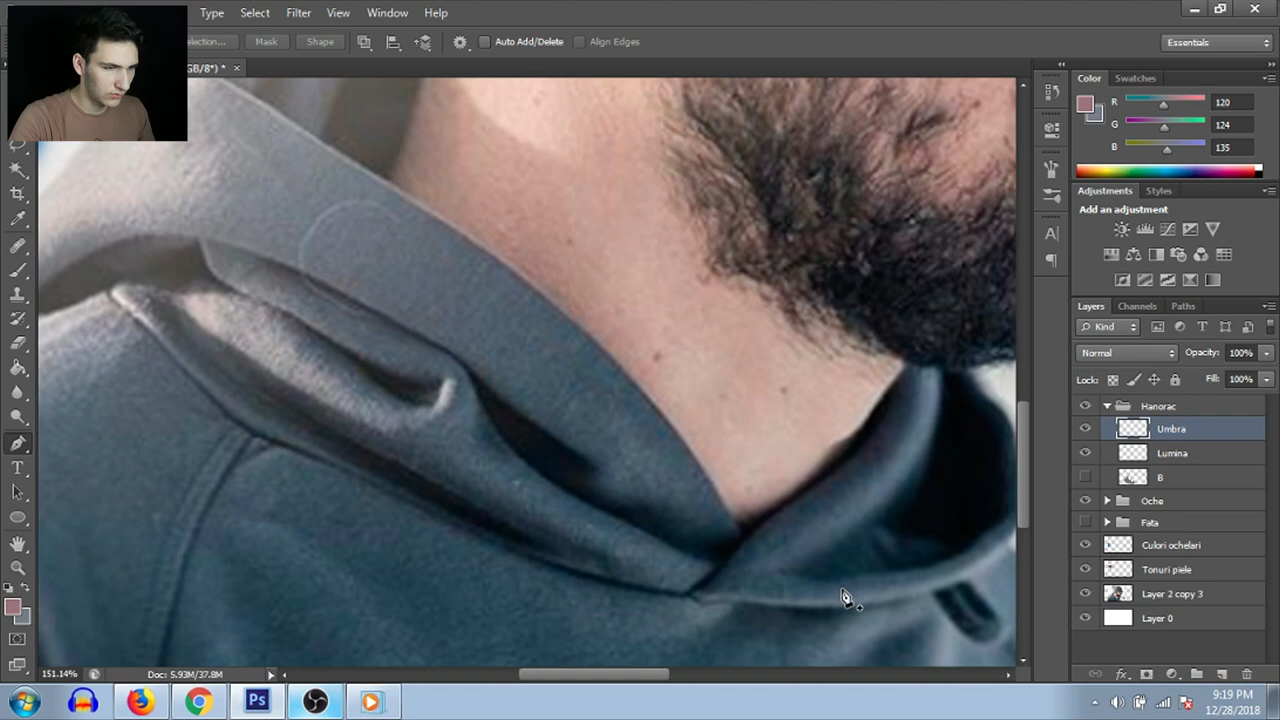 Type Select Filter View Window Help
election... Mask Shape Auto Add/Delete Align Edges Essentials
GB/8*) * ×
Color Swatches
R 120
G 124
B 135
Adjustments Styles
Add an adjustment
Layers Channels Paths
Kind
Normal Opacity: 100%
Lock: Fill: 100%
Hanorac
Umbra
Lumina
B
Oche
Fata
Culori ochelari
Tonuri piele
Layer 2 copy 3
Layer 0
151.14% Doc: 5.93M/37.8M
Ps
9:19 PM
12/28/2018